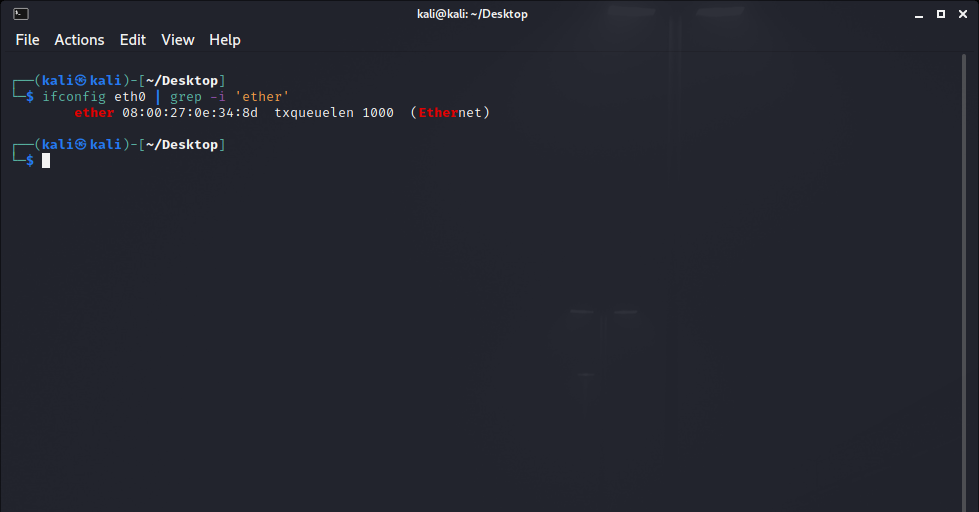 kali@kali: ~/Desktop
File Actions Edit View Help
┌──(kali㉿kali)-[~/Desktop]
└─$ ifconfig eth0 | grep -i 'ether'
ether 08:00:27:0e:34:8d  txqueuelen 1000  (Ethernet)
┌──(kali㉿kali)-[~/Desktop]
└─$